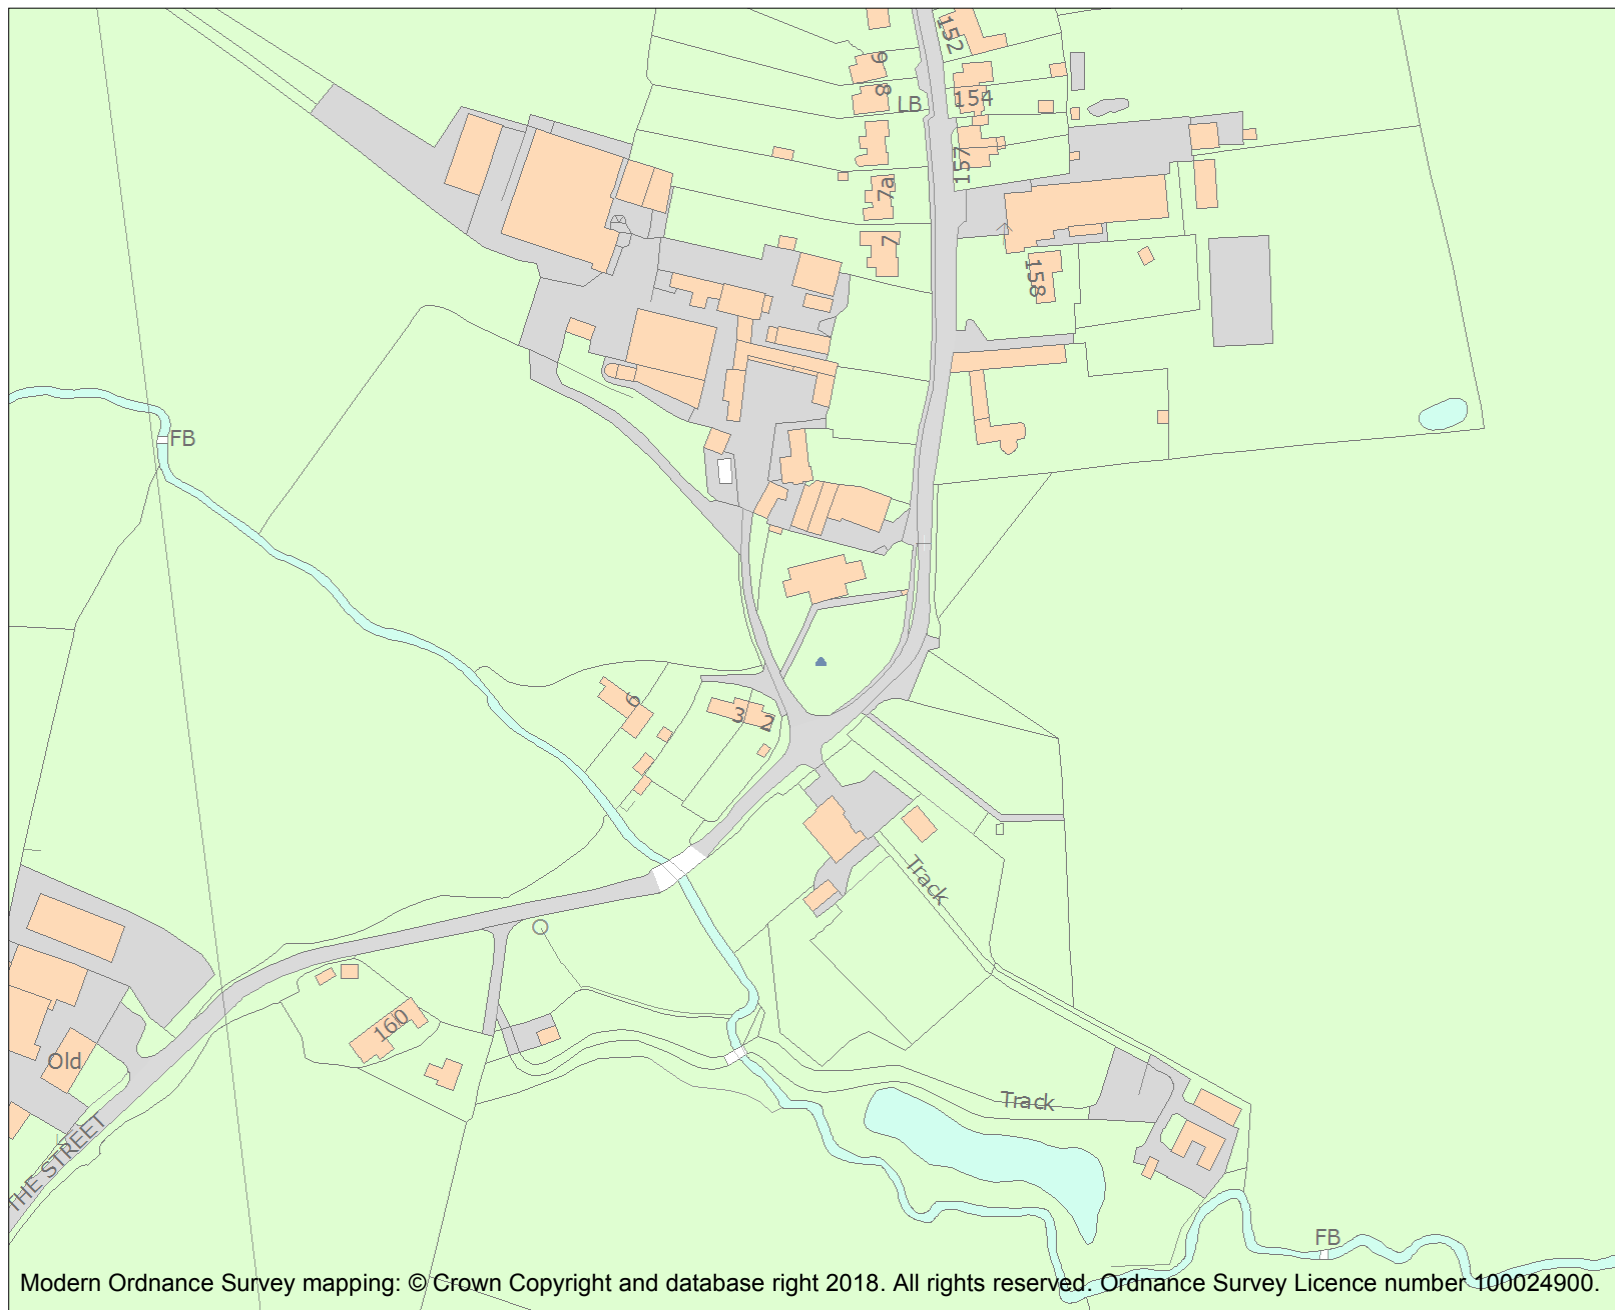 152
9
8
LB
154
157
7a
7
158
FB
6
3
2
Track
160
Old
Track
THE STREET
FB
Modern Ordnance Survey mapping: © Crown Copyright and database right 2018. All rights reserved. Ordnance Survey Licence number 100024900.